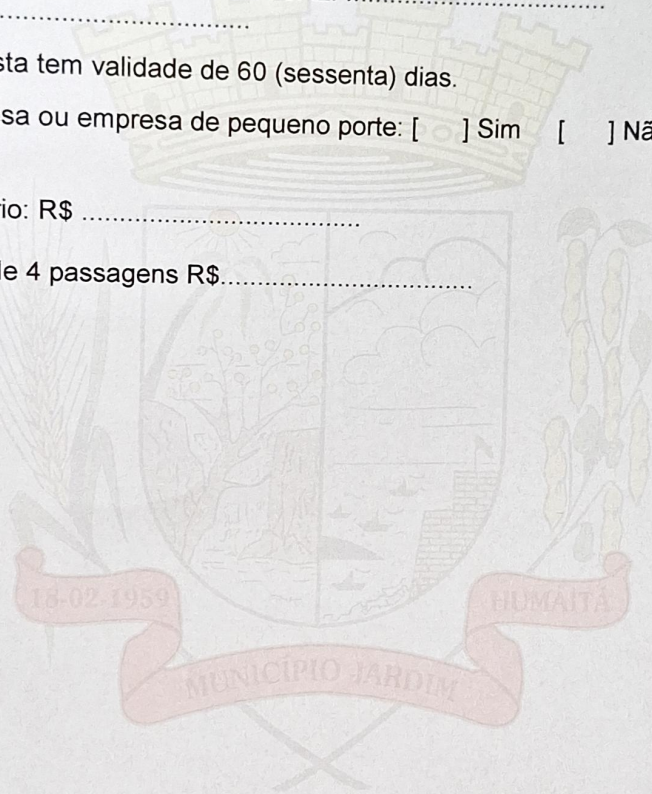 sta tem validade de 60 (sessenta) dias.
sa ou empresa de pequeno porte: [ ] Sim [ ] Nã
io: R$ ....................................
le 4 passagens R$.................................
18-02-1959 HUMAITÁ
MUNICÍPIO JARDIM